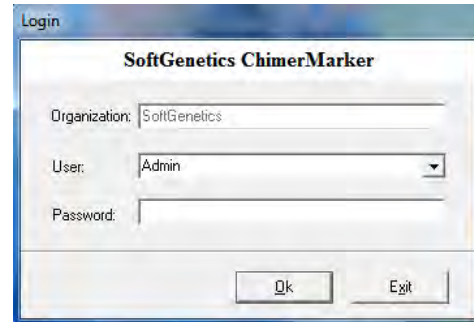 Login
SoftGenetics ChimerMarker
Organization: SoftGenetics
User: Admin
Password:
Ok Exit